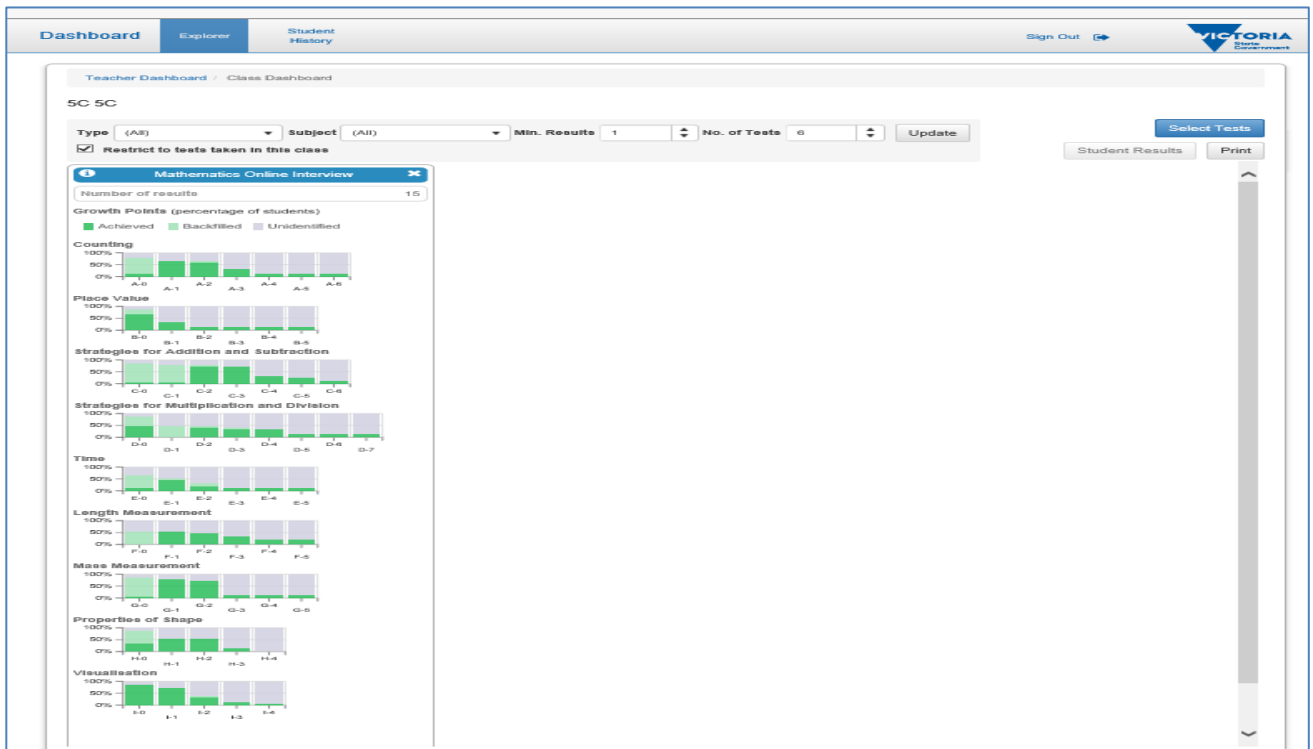 Dashboard Explorer Student History Sign Out VICTORIA State Government
Teacher Dashboard / Class Dashboard
5C 5C
Type (All) Subject (All) Min. Results 1 No. of Tests 6 Update Select Tests
Restrict to tests taken in this class Student Results Print
Mathematics Online Interview
Number of results 15
Growth Points (percentage of students)
Achieved Backfilled Unidentified
Counting
100%
50%
0%
A-0 A-1 A-2 A-3 A-4 A-5 A-6
Place Value
100%
50%
0%
B-0 B-1 B-2 B-3 B-4 B-5
Strategies for Addition and Subtraction
100%
50%
0%
C-0 C-1 C-2 C-3 C-4 C-5 C-6
Strategies for Multiplication and Division
100%
50%
0%
D-0 D-1 D-2 D-3 D-4 D-5 D-6 D-7
Time
100%
50%
0%
E-0 E-1 E-2 E-3 E-4 E-5
Length Measurement
100%
50%
0%
F-0 F-1 F-2 F-3 F-4 F-5
Mass Measurement
100%
50%
0%
G-0 G-1 G-2 G-3 G-4 G-5
Properties of Shape
100%
50%
0%
H-0 H-1 H-2 H-3 H-4
Visualisation
100%
50%
0%
I-0 I-1 I-2 I-3 I-4